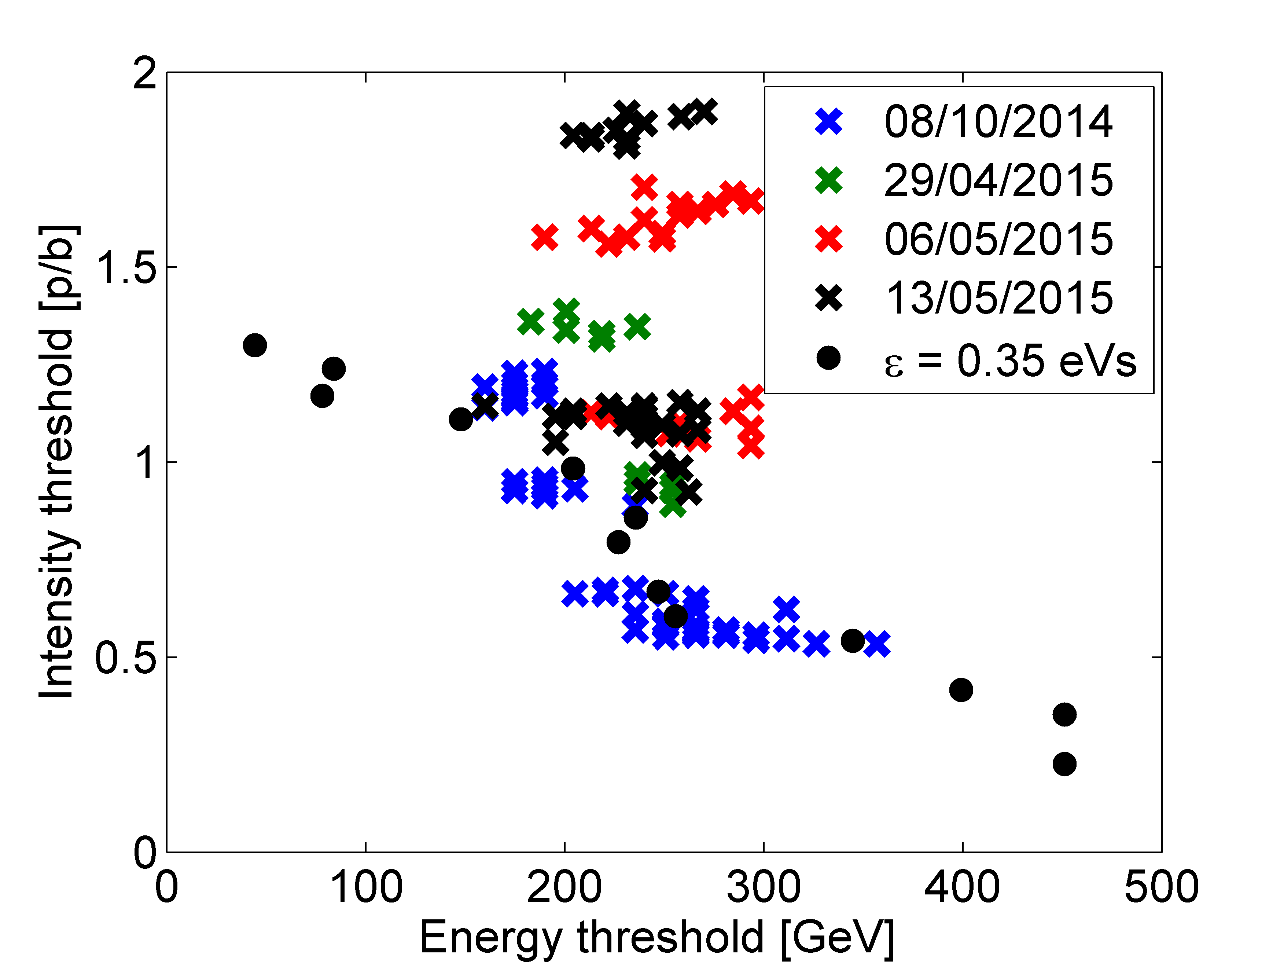 2
1.5
1
0.5
0
0 100 200 300 400 500
Intensity threshold [p/b]
Energy threshold [GeV]
08/10/2014
29/04/2015
06/05/2015
13/05/2015
ε = 0.35 eVs